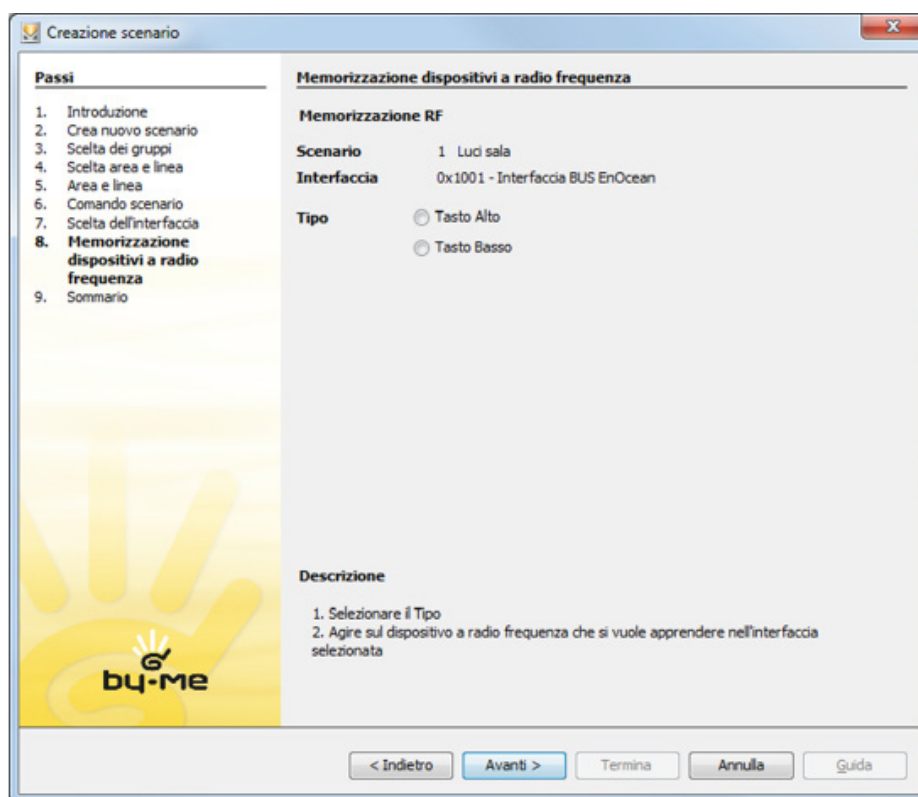 Creazione scenario
Passi
1. Introduzione
2. Crea nuovo scenario
3. Scelta dei gruppi
4. Scelta area e linea
5. Area e linea
6. Comando scenario
7. Scelta dell'interfaccia
8. Memorizzazione
dispositivi a radio
frequenza
9. Sommario
by-me
Memorizzazione dispositivi a radio frequenza
Memorizzazione RF
Scenario 1 Luci sala
Interfaccia 0x1001 - Interfaccia BUS EnOcean
Tipo Tasto Alto
Tasto Basso
Descrizione
1. Selezionare il Tipo
2. Agire sul dispositivo a radio frequenza che si vuole apprendere nell'interfaccia
selezionata
< Indietro Avanti > Termina Annulla Guida